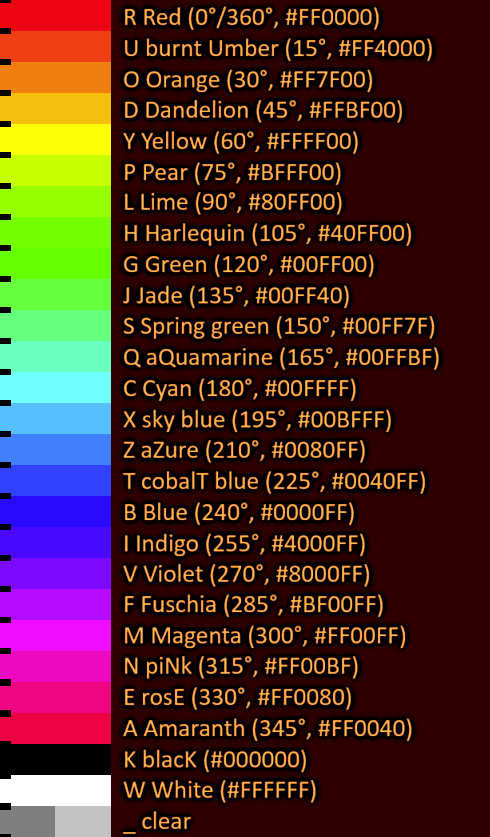 R Red (0°/360°, #FF0000)
U burnt Umber (15°, #FF4000)
O Orange (30°, #FF7F00)
D Dandelion (45°, #FFBF00)
Y Yellow (60°, #FFFF00)
P Pear (75°, #BFFF00)
L Lime (90°, #80FF00)
H Harlequin (105°, #40FF00)
G Green (120°, #00FF00)
J Jade (135°, #00FF40)
S Spring green (150°, #00FF7F)
Q aQuamarine (165°, #00FFBF)
C Cyan (180°, #00FFFF)
X sky blue (195°, #00BFFF)
Z aZure (210°, #0080FF)
T cobalT blue (225°, #0040FF)
B Blue (240°, #0000FF)
I Indigo (255°, #4000FF)
V Violet (270°, #8000FF)
F Fuschia (285°, #BF00FF)
M Magenta (300°, #FF00FF)
N piNk (315°, #FF00BF)
E rosE (330°, #FF0080)
A Amaranth (345°, #FF0040)
K blacK (#000000)
W White (#FFFFFF)
_ clear